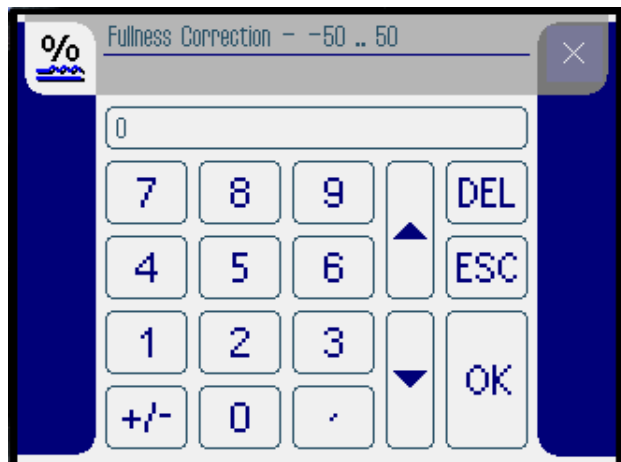 %
Fullness Correction - -50 .. 50
0
7 8 9 DEL
4 5 6 ESC
1 2 3
OK
+/- 0 .